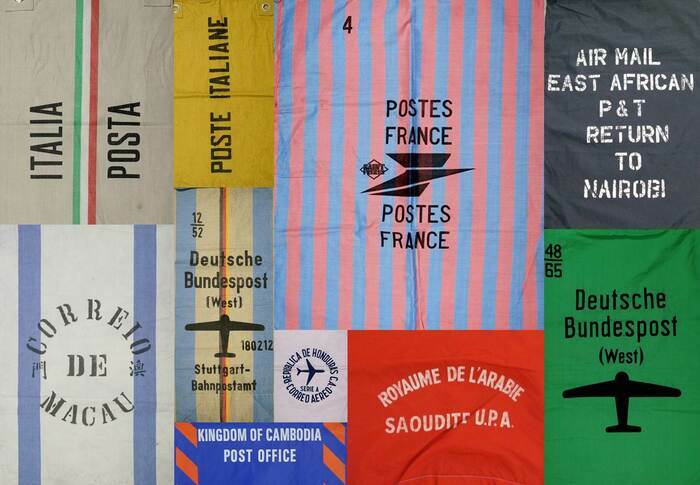 ITALIA
POSTA
POSTE ITALIANE
4
POSTES
FRANCE
SAINT
FRÈRES
POSTES
FRANCE
AIR MAIL
EAST AFRICAN
P & T
RETURN
TO
NAIROBI
CORREIO
門 DE 澳
MACAU
12
52
Deutsche
Bundespost
(West)
180212
Stuttgart-
Bahnpostamt
REPUBLICA DE HONDURAS C.A.
SERIE A
CORREO AEREO
KINGDOM OF CAMBODIA
POST OFFICE
ROYAUME DE L'ARABIE
SAOUDITE U.P.A.
48
65
Deutsche
Bundespost
(West)